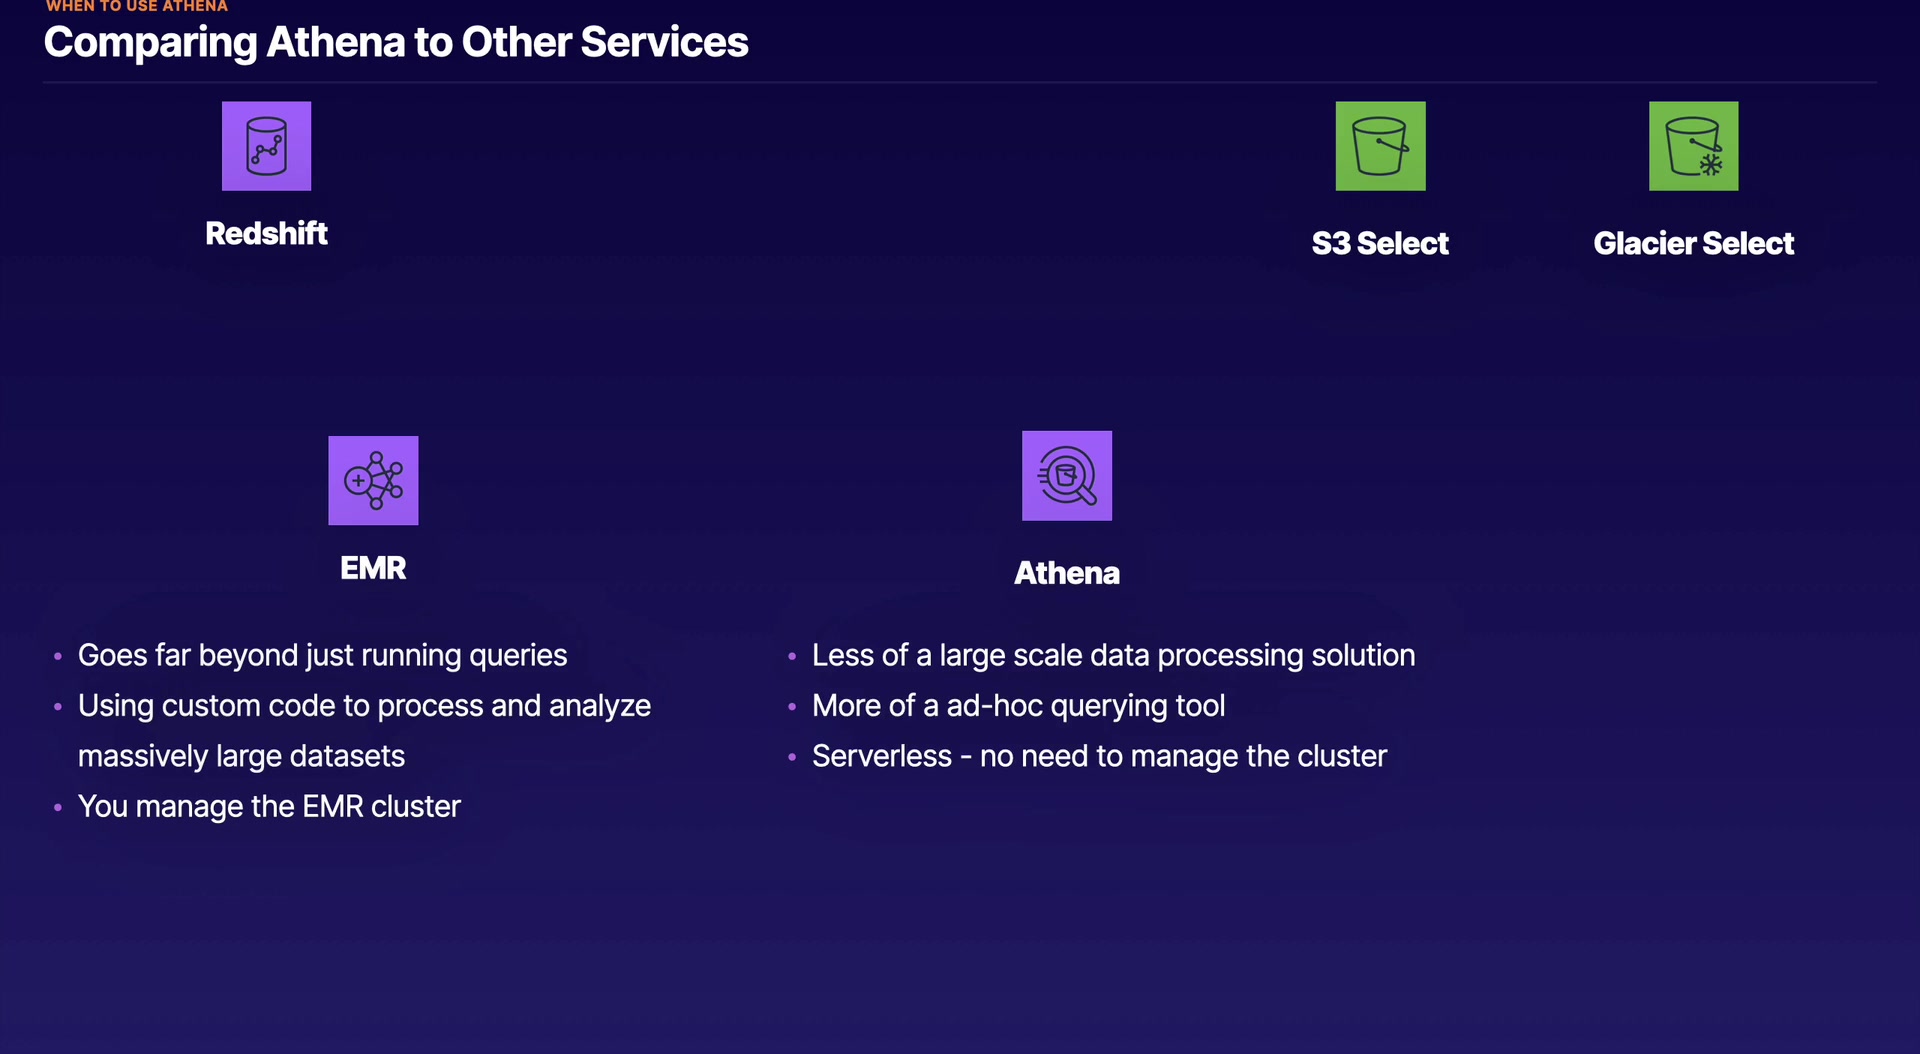 WHEN TO USE ATHENA
Comparing Athena to Other Services
Redshift
S3 Select
Glacier Select
EMR
Athena
• Goes far beyond just running queries
• Using custom code to process and analyze
massively large datasets
• You manage the EMR cluster
• Less of a large scale data processing solution
• More of a ad-hoc querying tool
• Serverless - no need to manage the cluster